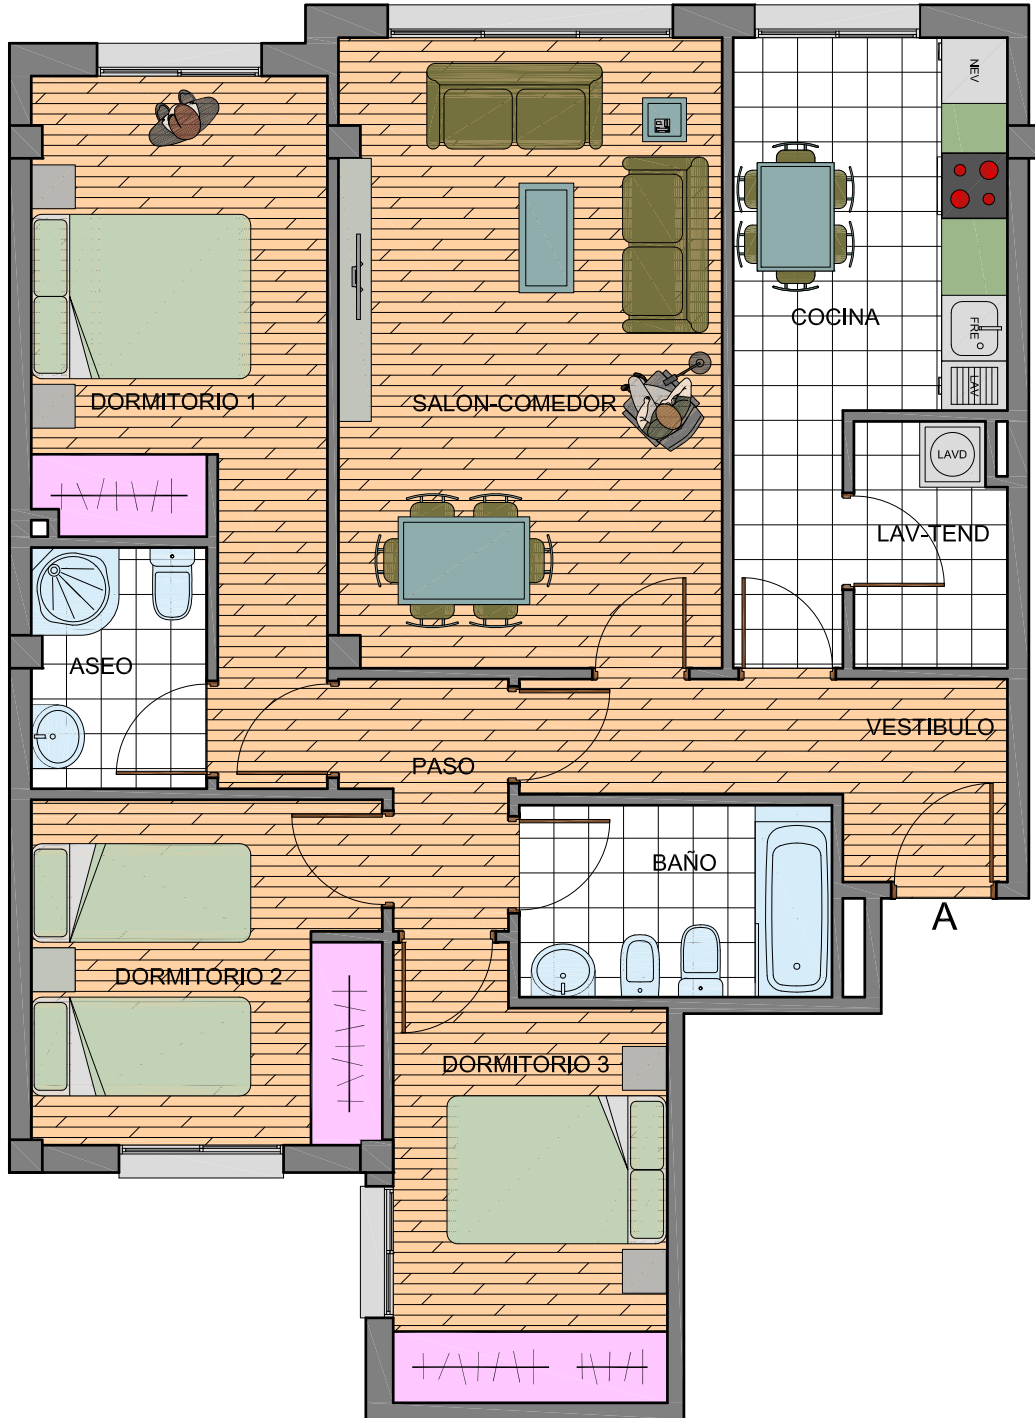 NEV
COCINA
FRE
LAV
DORMITORIO 1
SALON-COMEDOR
LAVD
LAV-TEND
ASEO
VESTIBULO
PASO
BAÑO
A
DORMITORIO 2
DORMITORIO 3